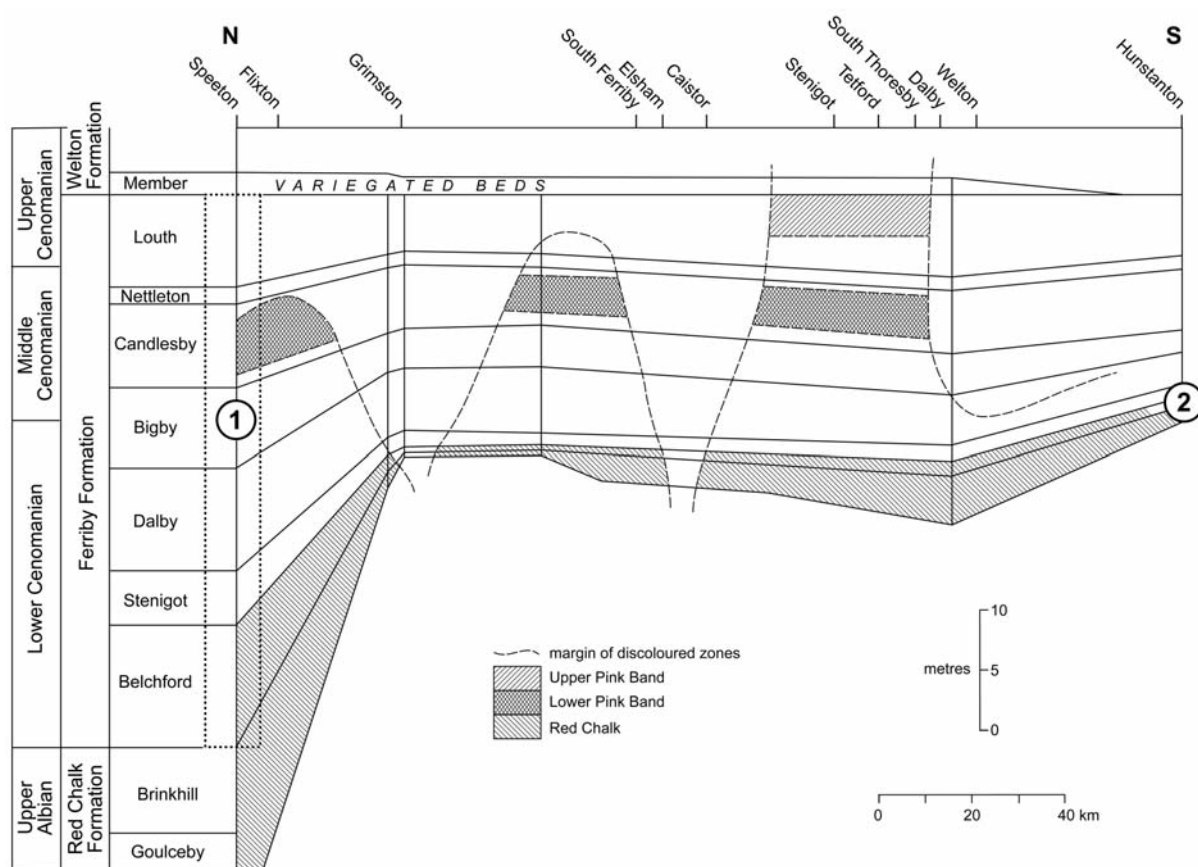 N
S
Speeton
Flixton
Grimston
South Ferriby
Elsham
Caistor
Stenigot
Tetford
South Thoresby
Dalby
Welton
Hunstanton
Upper
Cenomanian
Middle
Cenomanian
Lower Cenomanian
Upper
Albian
Welton
Formation
Ferriby Formation
Red Chalk
Formation
Member
VARIEGATED BEDS
Louth
Nettleton
Candlesby
Bigby
Dalby
Stenigot
Belchford
Brinkhill
Goulceby
1
2
margin of discoloured zones
Upper Pink Band
Lower Pink Band
Red Chalk
10
metres
5
0
0 20 40 km